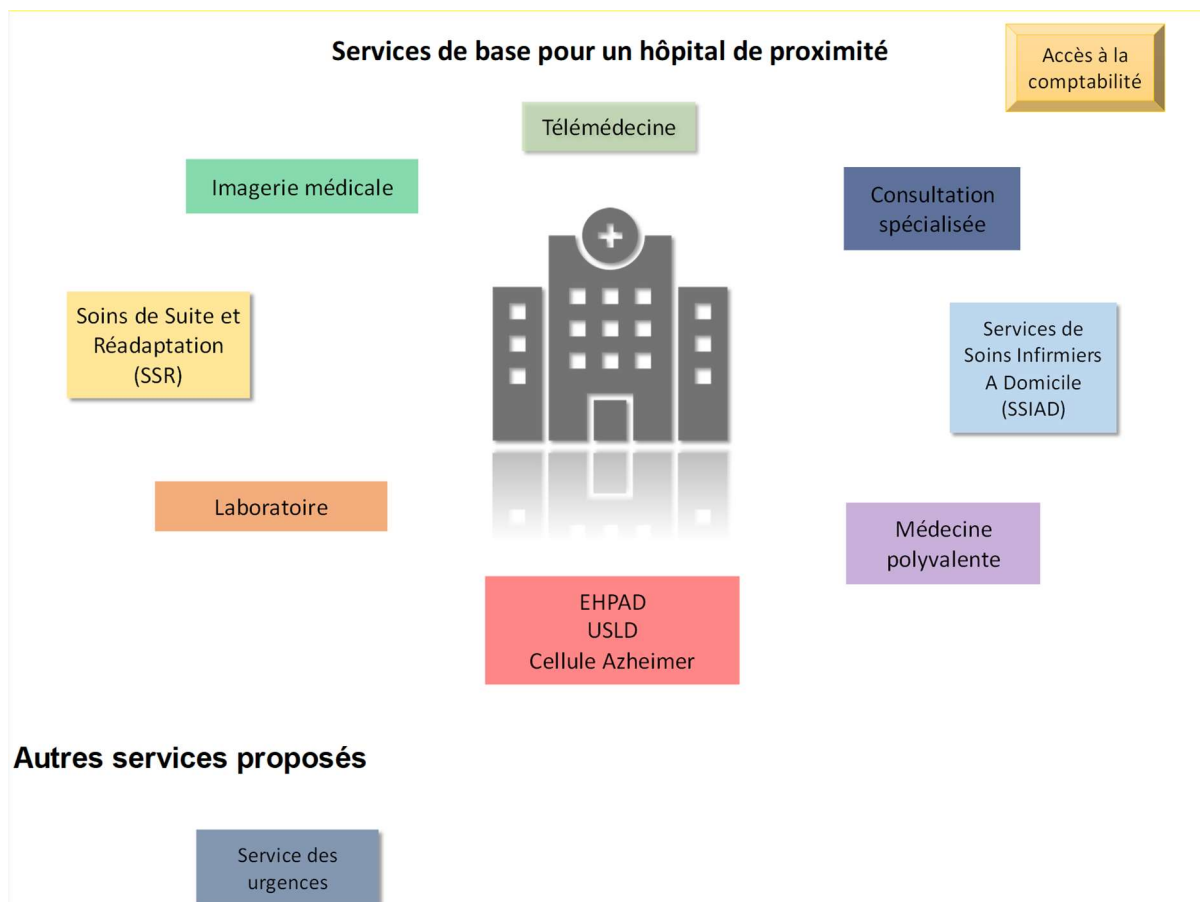 Services de base pour un hôpital de proximité
Accès à la
comptabilité
Télémédecine
Imagerie médicale
Consultation
spécialisée
Soins de Suite et
Réadaptation
(SSR)
Services de
Soins Infirmiers
A Domicile
(SSIAD)
Laboratoire
Médecine
polyvalente
EHPAD
USLD
Cellule Azheimer
Autres services proposés
Service des
urgences